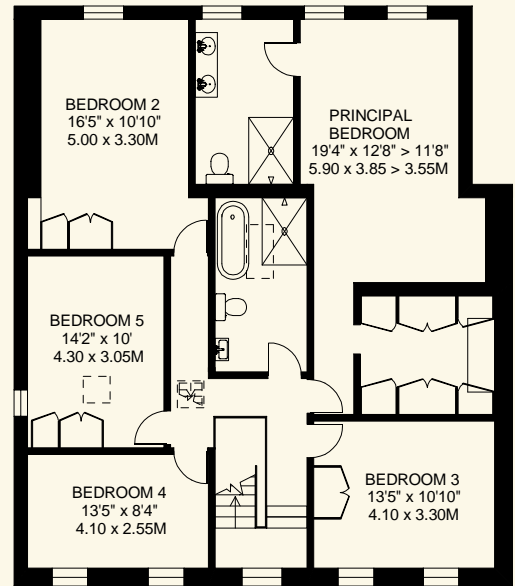 BEDROOM 2
16'5" x 10'10"
5.00 x 3.30M
PRINCIPAL
BEDROOM
19'4" x 12'8" > 11'8"
5.90 x 3.85 > 3.55M
BEDROOM 5
14'2" x 10'
4.30 x 3.05M
BEDROOM 4
13'5" x 8'4"
4.10 x 2.55M
BEDROOM 3
13'5" x 10'10"
4.10 x 3.30M